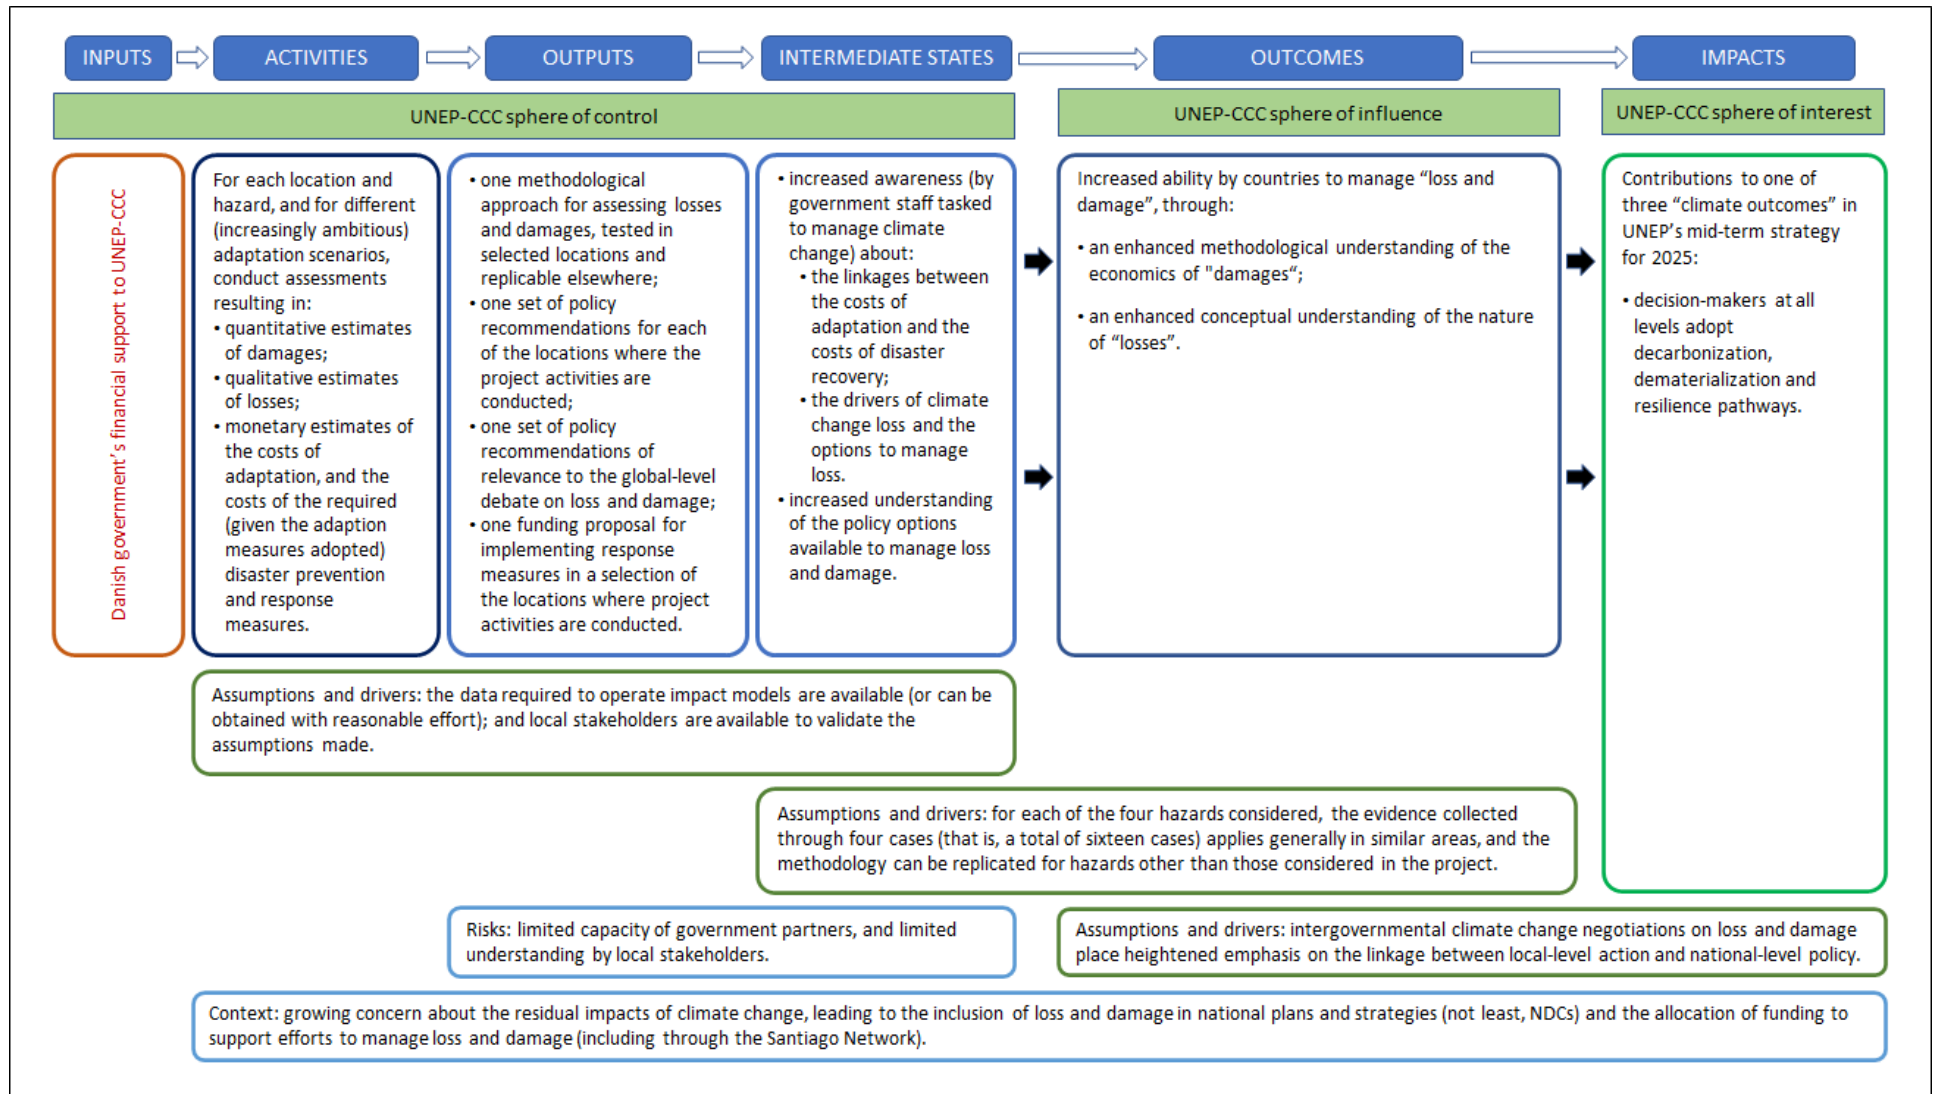 INPUTS
ACTIVITIES
OUTPUTS
INTERMEDIATE STATES
OUTCOMES
IMPACTS
UNEP-CCC sphere of control
UNEP-CCC sphere of influence
UNEP-CCC sphere of interest
Danish government's financial support to UNEP-CCC
For each location and
hazard, and for different
(increasingly ambitious)
adaptation scenarios,
conduct assessments
resulting in:
• quantitative estimates
of damages;
• qualitative estimates
of losses;
• monetary estimates of
the costs of
adaptation, and the
costs of the required
(given the adaption
measures adopted)
disaster prevention
and response
measures.
• one methodological
approach for assessing losses
and damages, tested in
selected locations and
replicable elsewhere;
• one set of policy
recommendations for each
of the locations where the
project activities are
conducted;
• one set of policy
recommendations of
relevance to the global-level
debate on loss and damage;
• one funding proposal for
implementing response
measures in a selection of
the locations where project
activities are conducted.
• increased awareness (by
government staff tasked
to manage climate
change) about:
• the linkages between
the costs of
adaptation and the
costs of disaster
recovery;
• the drivers of climate
change loss and the
options to manage
loss.
• increased understanding
of the policy options
available to manage loss
and damage.
Increased ability by countries to manage “loss and
damage”, through:
• an enhanced methodological understanding of the
economics of "damages“;
• an enhanced conceptual understanding of the nature
of “losses”.
Contributions to one of
three “climate outcomes” in
UNEP’s mid-term strategy
for 2025:
• decision-makers at all
levels adopt
decarbonization,
dematerialization and
resilience pathways.
Assumptions and drivers: the data required to operate impact models are available (or can be
obtained with reasonable effort); and local stakeholders are available to validate the
assumptions made.
Assumptions and drivers: for each of the four hazards considered, the evidence collected
through four cases (that is, a total of sixteen cases) applies generally in similar areas, and the
methodology can be replicated for hazards other than those considered in the project.
Risks: limited capacity of government partners, and limited
understanding by local stakeholders.
Assumptions and drivers: intergovernmental climate change negotiations on loss and damage
place heightened emphasis on the linkage between local-level action and national-level policy.
Context: growing concern about the residual impacts of climate change, leading to the inclusion of loss and damage in national plans and strategies (not least, NDCs) and the allocation of funding to
support efforts to manage loss and damage (including through the Santiago Network).